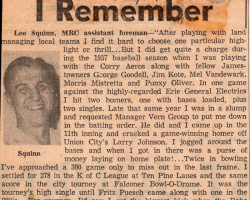 I Remember
Leo Squinn, MRC assistant foreman—"After playing with land
managing local teams I find it hard to choose one particular high-
light or thrill...But I did get quite a charge dur-
ing the 1937 baseball season when I was playing
with the Corry Aeros along with fellow James-
towners George Goodell, Jim Kote, Mel Vandewark,
Morris Mistretta and Pussy Oliver. In one game
against the highly-regarded Erie General Electrics
I hit two homers, one with bases loaded, and
two singles. Late that same year I was in a slump
and requested Manager Vern Group to put me down
in the batting order. He did and I came up in the
11th inning and cracked a game-winning homer off
Union City's Larry Johnson. I jogged around the
bases and when I got in there was a purse of
money laying on home plate!...Twice in bowling
Squinn
I've approached a 300 game only to miss out in the last frame. I
settled for 278 in the K of C League at Ten Pine Lanes and the same
score in the city tourney at Falconer Bowl-O-Drome. It was the
tourney's high single until Fritz Puesch came along with one in the